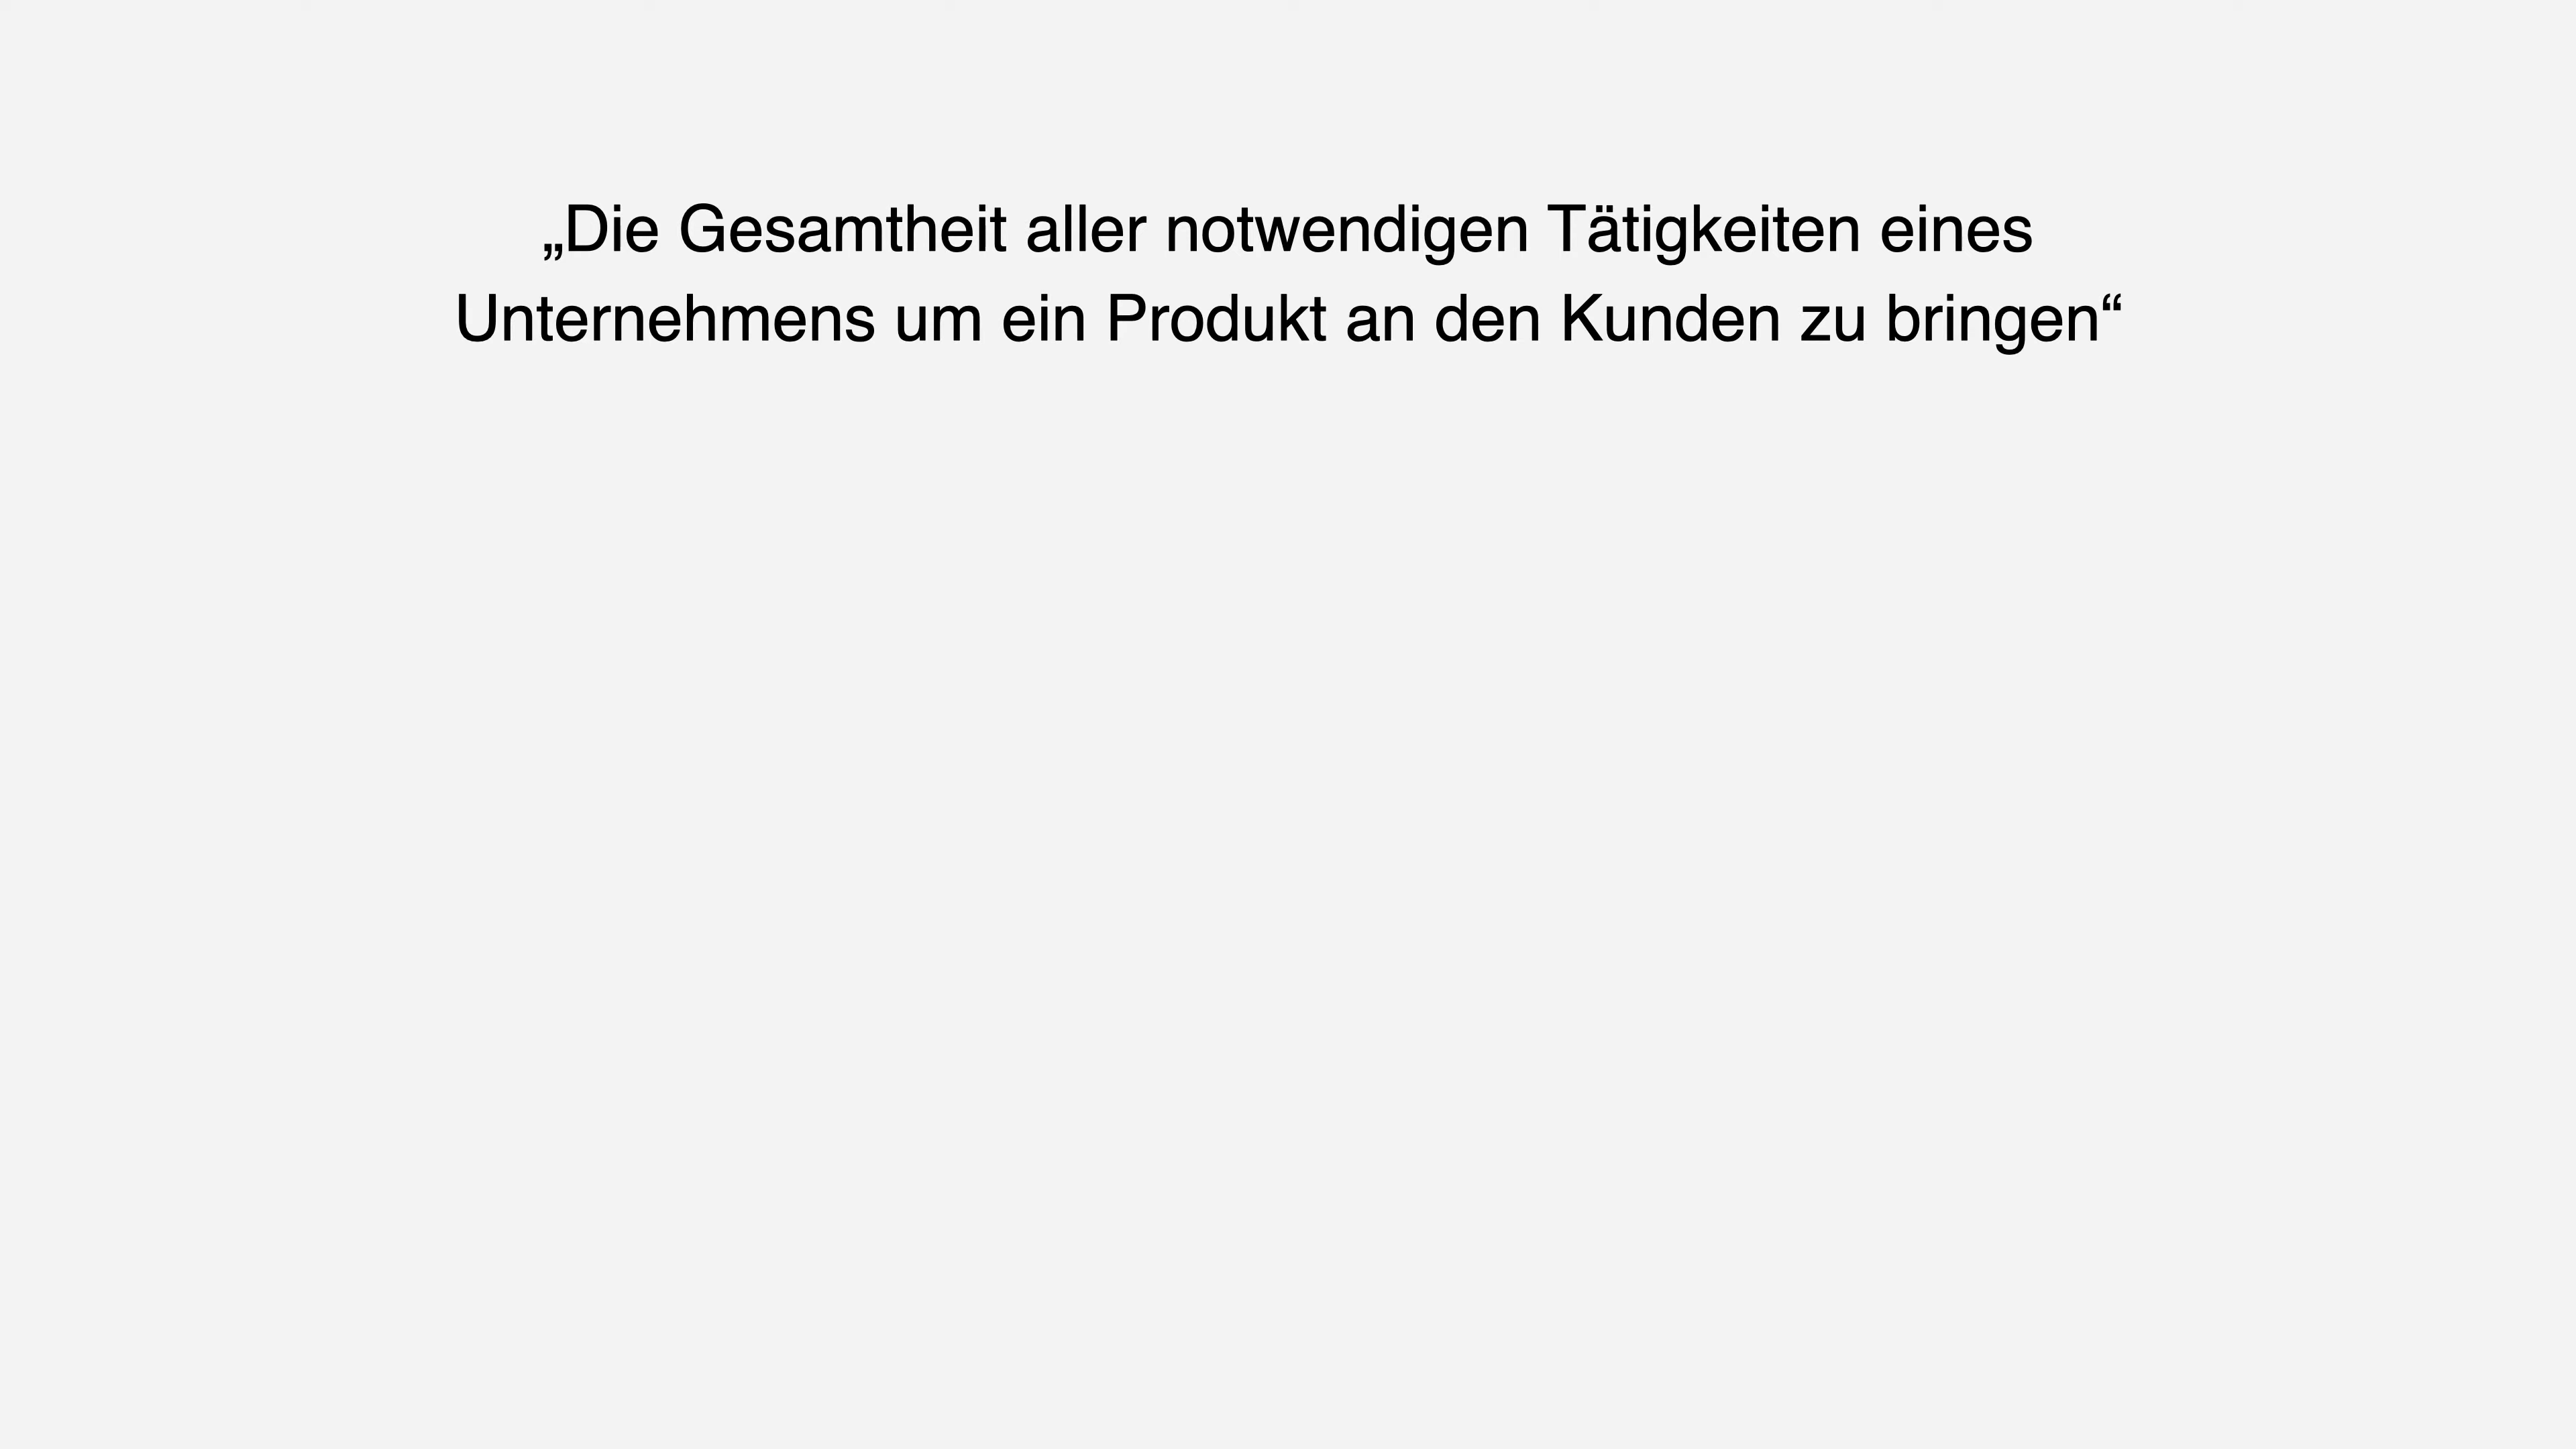 „Die Gesamtheit aller notwendigen Tätigkeiten eines
Unternehmens um ein Produkt an den Kunden zu bringen“